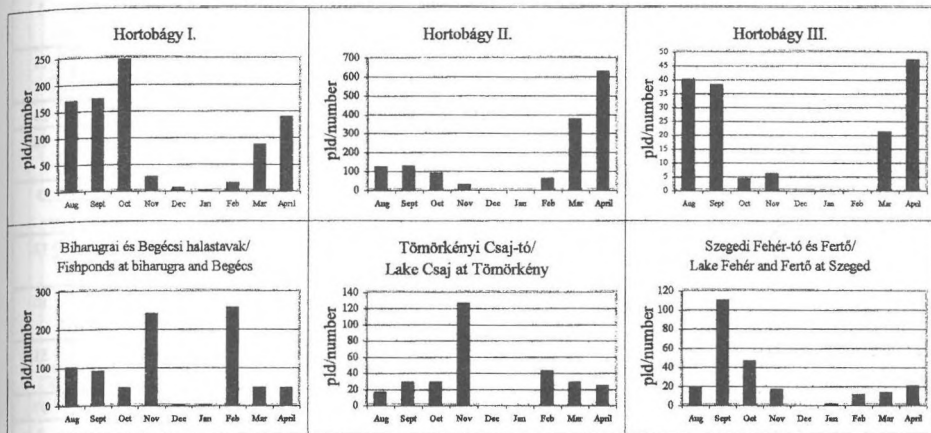 Hortobágy I.
pld/number
250
200
150
100
50
0
Aug Sept Oct Nov Dec Jan Feb Mar April
Hortobágy II.
pld/number
700
600
500
400
300
200
100
0
Aug Sept Oct Nov Dec Jan Feb Mar April
Hortobágy III.
pld/number
50
45
40
35
30
25
20
15
10
5
0
Aug Sept Oct Nov Dec Jan Feb Mar April
Biharugrai és Begécsi halastavak/
Fishponds at biharugra and Begécs
pld/number
300
200
100
0
Aug Sept Oct Nov Dec Jan Feb Mar April
Tömörkényi Csaj-tó/
Lake Csaj at Tömörkény
pld/number
140
120
100
80
60
40
20
0
Aug Sept Oct Nov Dec Jan Feb Mar April
Szegedi Fehér-tó és Fertő/
Lake Fehér and Fertő at Szeged
pld/number
120
100
80
60
40
20
0
Aug Sept Oct Nov Dec Jan Feb Mar April